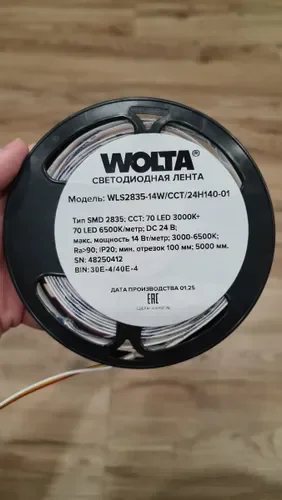 WOLTA
СВЕТОДИОДНАЯ ЛЕНТА
Модель: WLS2835-14W/CCT/24H140-01
Тип SMD 2835; CCT: 70 LED 3000K+
70 LED 6500K/метр; DC 24 В;
макс. мощность 14 Вт/метр; 3000-6500K;
Ra>90; IP20; мин. отрезок 100 мм; 5000 мм.
SN: 48250412
BIN: 30E-4/40E-4
ДАТА ПРОИЗВОДСТВА 01.25
EAC